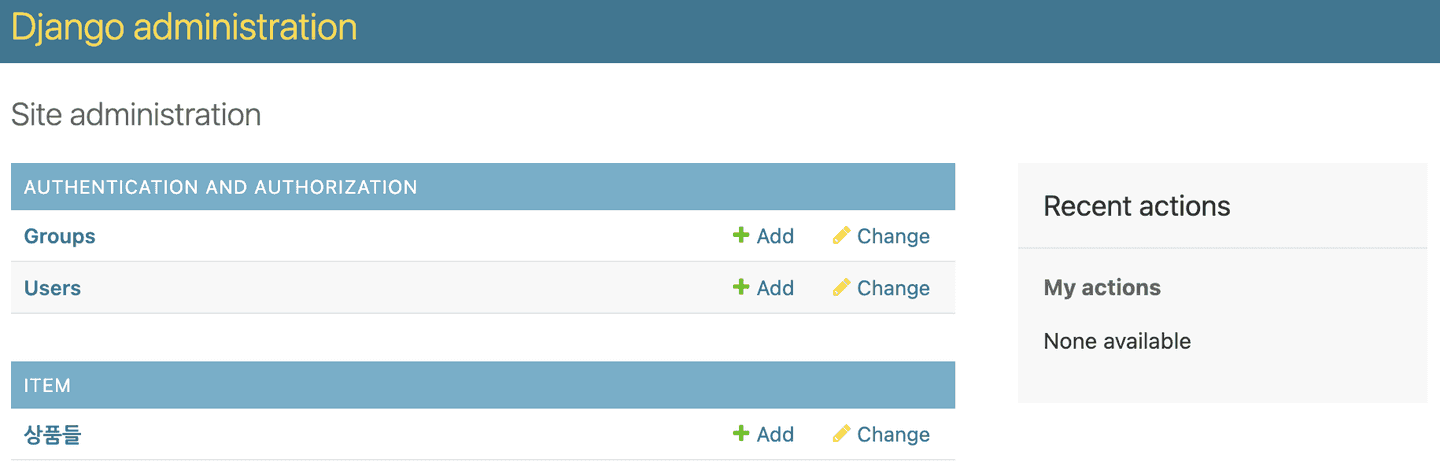 Django administration
Site administration
AUTHENTICATION AND AUTHORIZATION
Groups Add Change
Users Add Change
ITEM
상품들 Add Change
Recent actions
My actions
None available